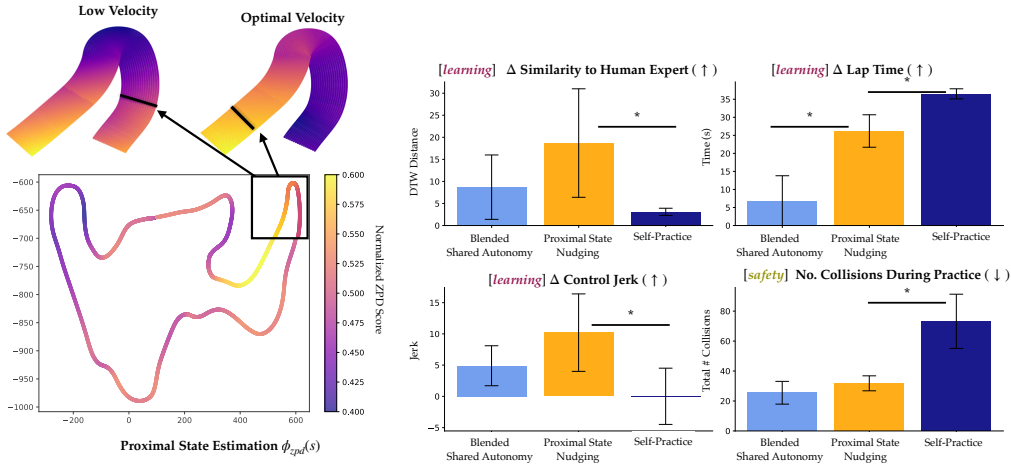 Low Velocity
Optimal Velocity
−600
−650
−700
−750
−800
−850
−900
−950
−1000
−200
0
200
400
600
0.600
0.575
0.550
0.525
0.500
0.475
0.450
0.425
0.400
Normalized ZPD Score
Proximal State Estimation ϕzpd(s)
[learning] Δ Similarity to Human Expert (↑)
30
25
20
15
10
5
0
DTW Distance
*
Blended
Shared Autonomy
Proximal State
Nudging
Self-Practice
[learning] Δ Lap Time (↑)
35
30
25
20
15
10
5
0
Time (s)
*
*
Blended
Shared Autonomy
Proximal State
Nudging
Self-Practice
[learning] Δ Control Jerk (↑)
15
10
5
0
−5
Jerk
*
Blended
Shared Autonomy
Proximal State
Nudging
Self-Practice
[safety] No. Collisions During Practice (↓)
80
60
40
20
0
Total # Collisions
*
Blended
Shared Autonomy
Proximal State
Nudging
Self-Practice